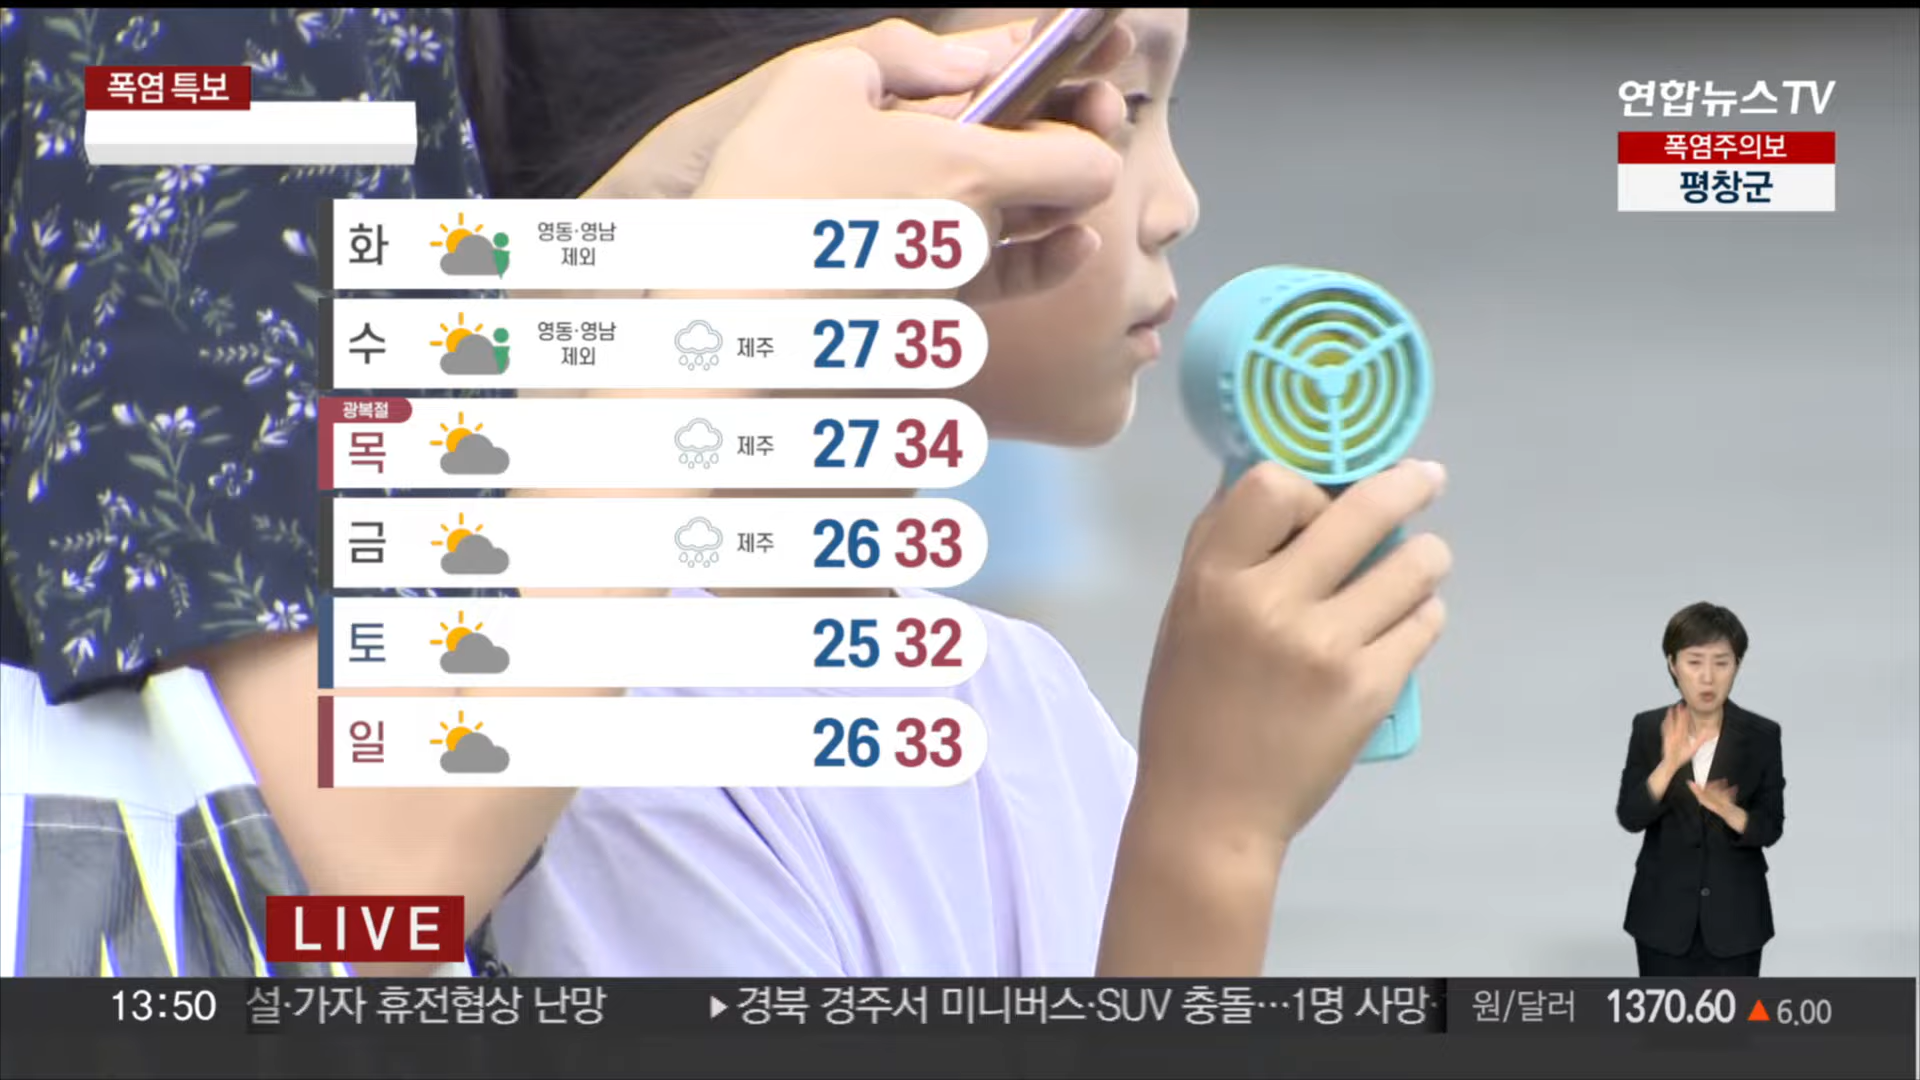 폭염 특보
연합뉴스TV
폭염주의보
평창군
화 영동·영남 제외 27 35
수 영동·영남 제외 제주 27 35
광복절
목 제주 27 34
금 제주 26 33
토 25 32
일 26 33
LIVE
13:50 설·가자 휴전협상 난망 ▶경북 경주서 미니버스·SUV 충돌…1명 사망· 원/달러 1370.60 ▲6.00